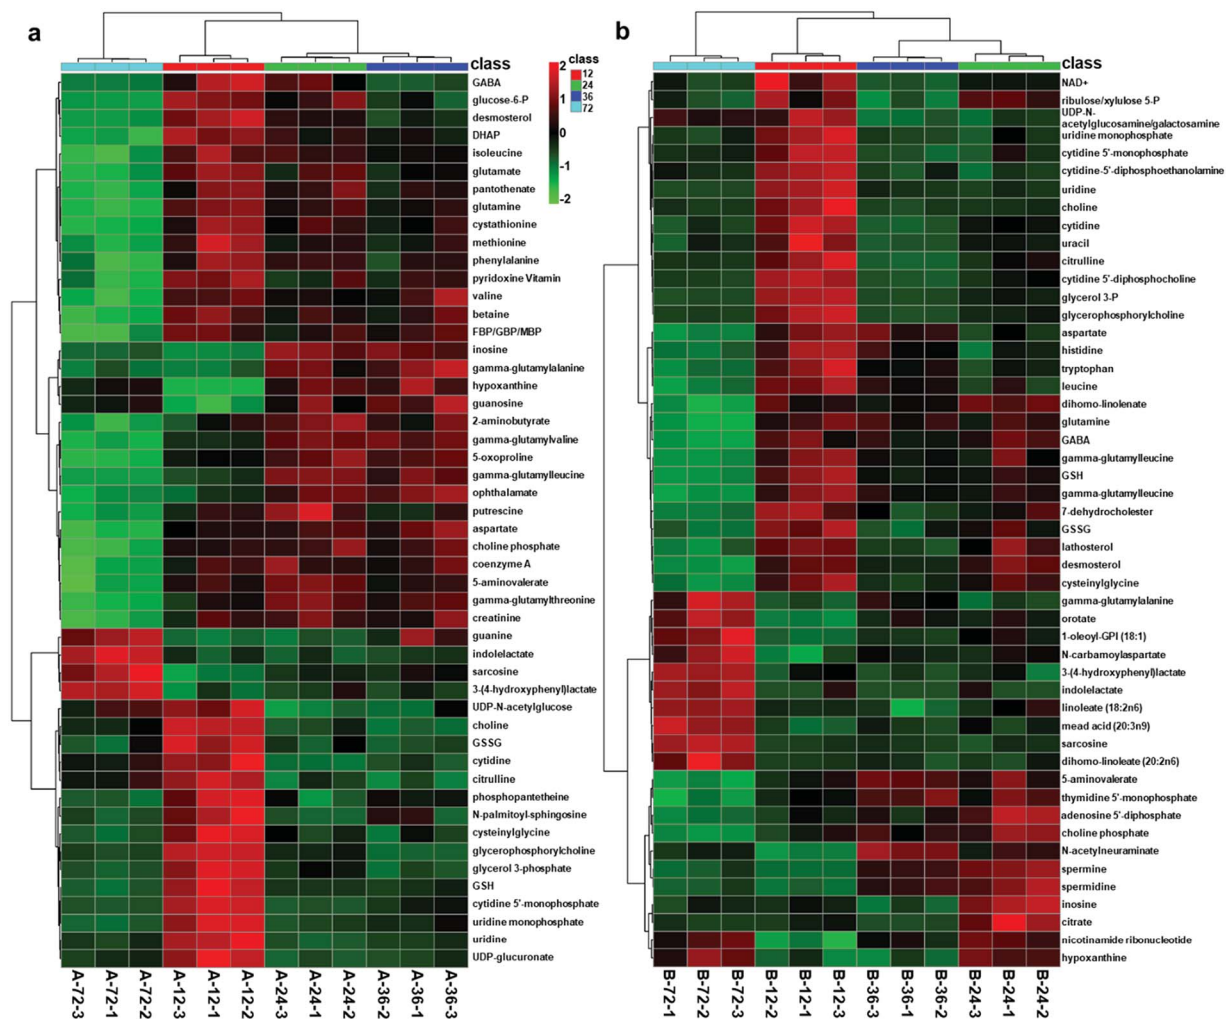 a
class
GABA
glucose-6-P
desmosterol
DHAP
isoleucine
glutamate
pantothenate
glutamine
cystathionine
methionine
phenylalanine
pyridoxine Vitamin
valine
betaine
FBP/GBP/MBP
inosine
gamma-glutamylalanine
hypoxanthine
guanosine
2-aminobutyrate
gamma-glutamylvaline
5-oxoproline
gamma-glutamylleucine
ophthalamate
putrescine
aspartate
choline phosphate
coenzyme A
5-aminovalerate
gamma-glutamylthreonine
creatinine
guanine
indolelactate
sarcosine
3-(4-hydroxyphenyl)lactate
UDP-N-acetylglucose
choline
GSSG
cytidine
citrulline
phosphopantetheine
N-palmitoyl-sphingosine
cysteinylglycine
glycerophosphorylcholine
glycerol 3-phosphate
GSH
cytidine 5'-monophosphate
uridine monophosphate
uridine
UDP-glucuronate
A-72-3
A-72-1
A-72-2
A-12-3
A-12-1
A-12-2
A-24-3
A-24-1
A-24-2
A-36-2
A-36-1
A-36-3
2
1
0
-1
-2
class
12
24
36
72
b
class
NAD+
ribulose/xylulose 5-P
UDP-N-
acetylglucosamine/galactosamine
uridine monophosphate
cytidine 5'-monophosphate
cytidine-5'-diphosphoethanolamine
uridine
choline
cytidine
uracil
citrulline
cytidine 5'-diphosphocholine
glycerol 3-P
glycerophosphorylcholine
aspartate
histidine
tryptophan
leucine
dihomo-linolenate
glutamine
GABA
gamma-glutamylleucine
GSH
gamma-glutamylleucine
7-dehydrocholester
GSSG
lathosterol
desmosterol
cysteinylglycine
gamma-glutamylalanine
orotate
1-oleoyl-GPI (18:1)
N-carbamoylaspartate
3-(4-hydroxyphenyl)lactate
indolelactate
linoleate (18:2n6)
mead acid (20:3n9)
sarcosine
dihomo-linoleate (20:2n6)
5-aminovalerate
thymidine 5'-monophosphate
adenosine 5'-diphosphate
choline phosphate
N-acetylneuraminate
spermine
spermidine
inosine
citrate
nicotinamide ribonucleotide
hypoxanthine
B-72-1
B-72-2
B-72-3
B-12-2
B-12-1
B-12-3
B-36-3
B-36-1
B-36-2
B-24-3
B-24-1
B-24-2